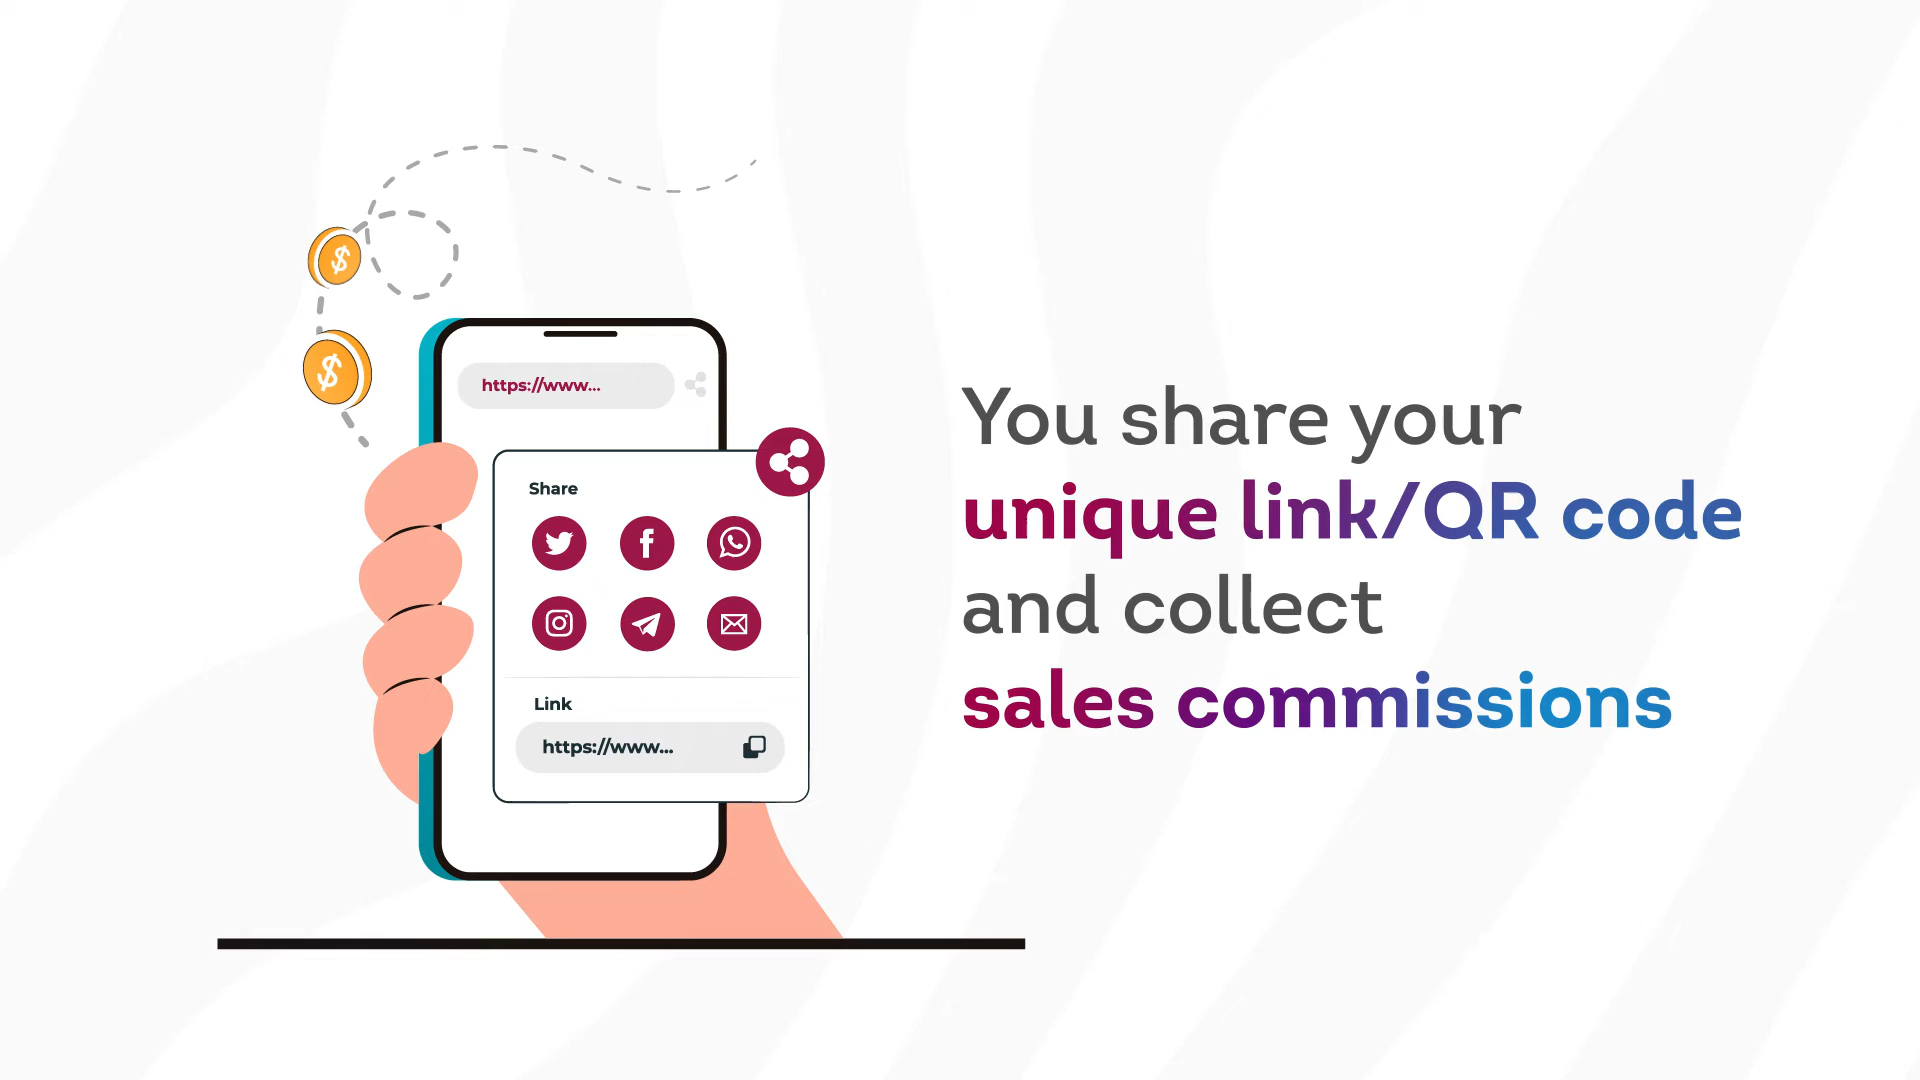 https://www...
Share
Link
https://www...
You share your
unique link/QR code
and collect
sales commissions